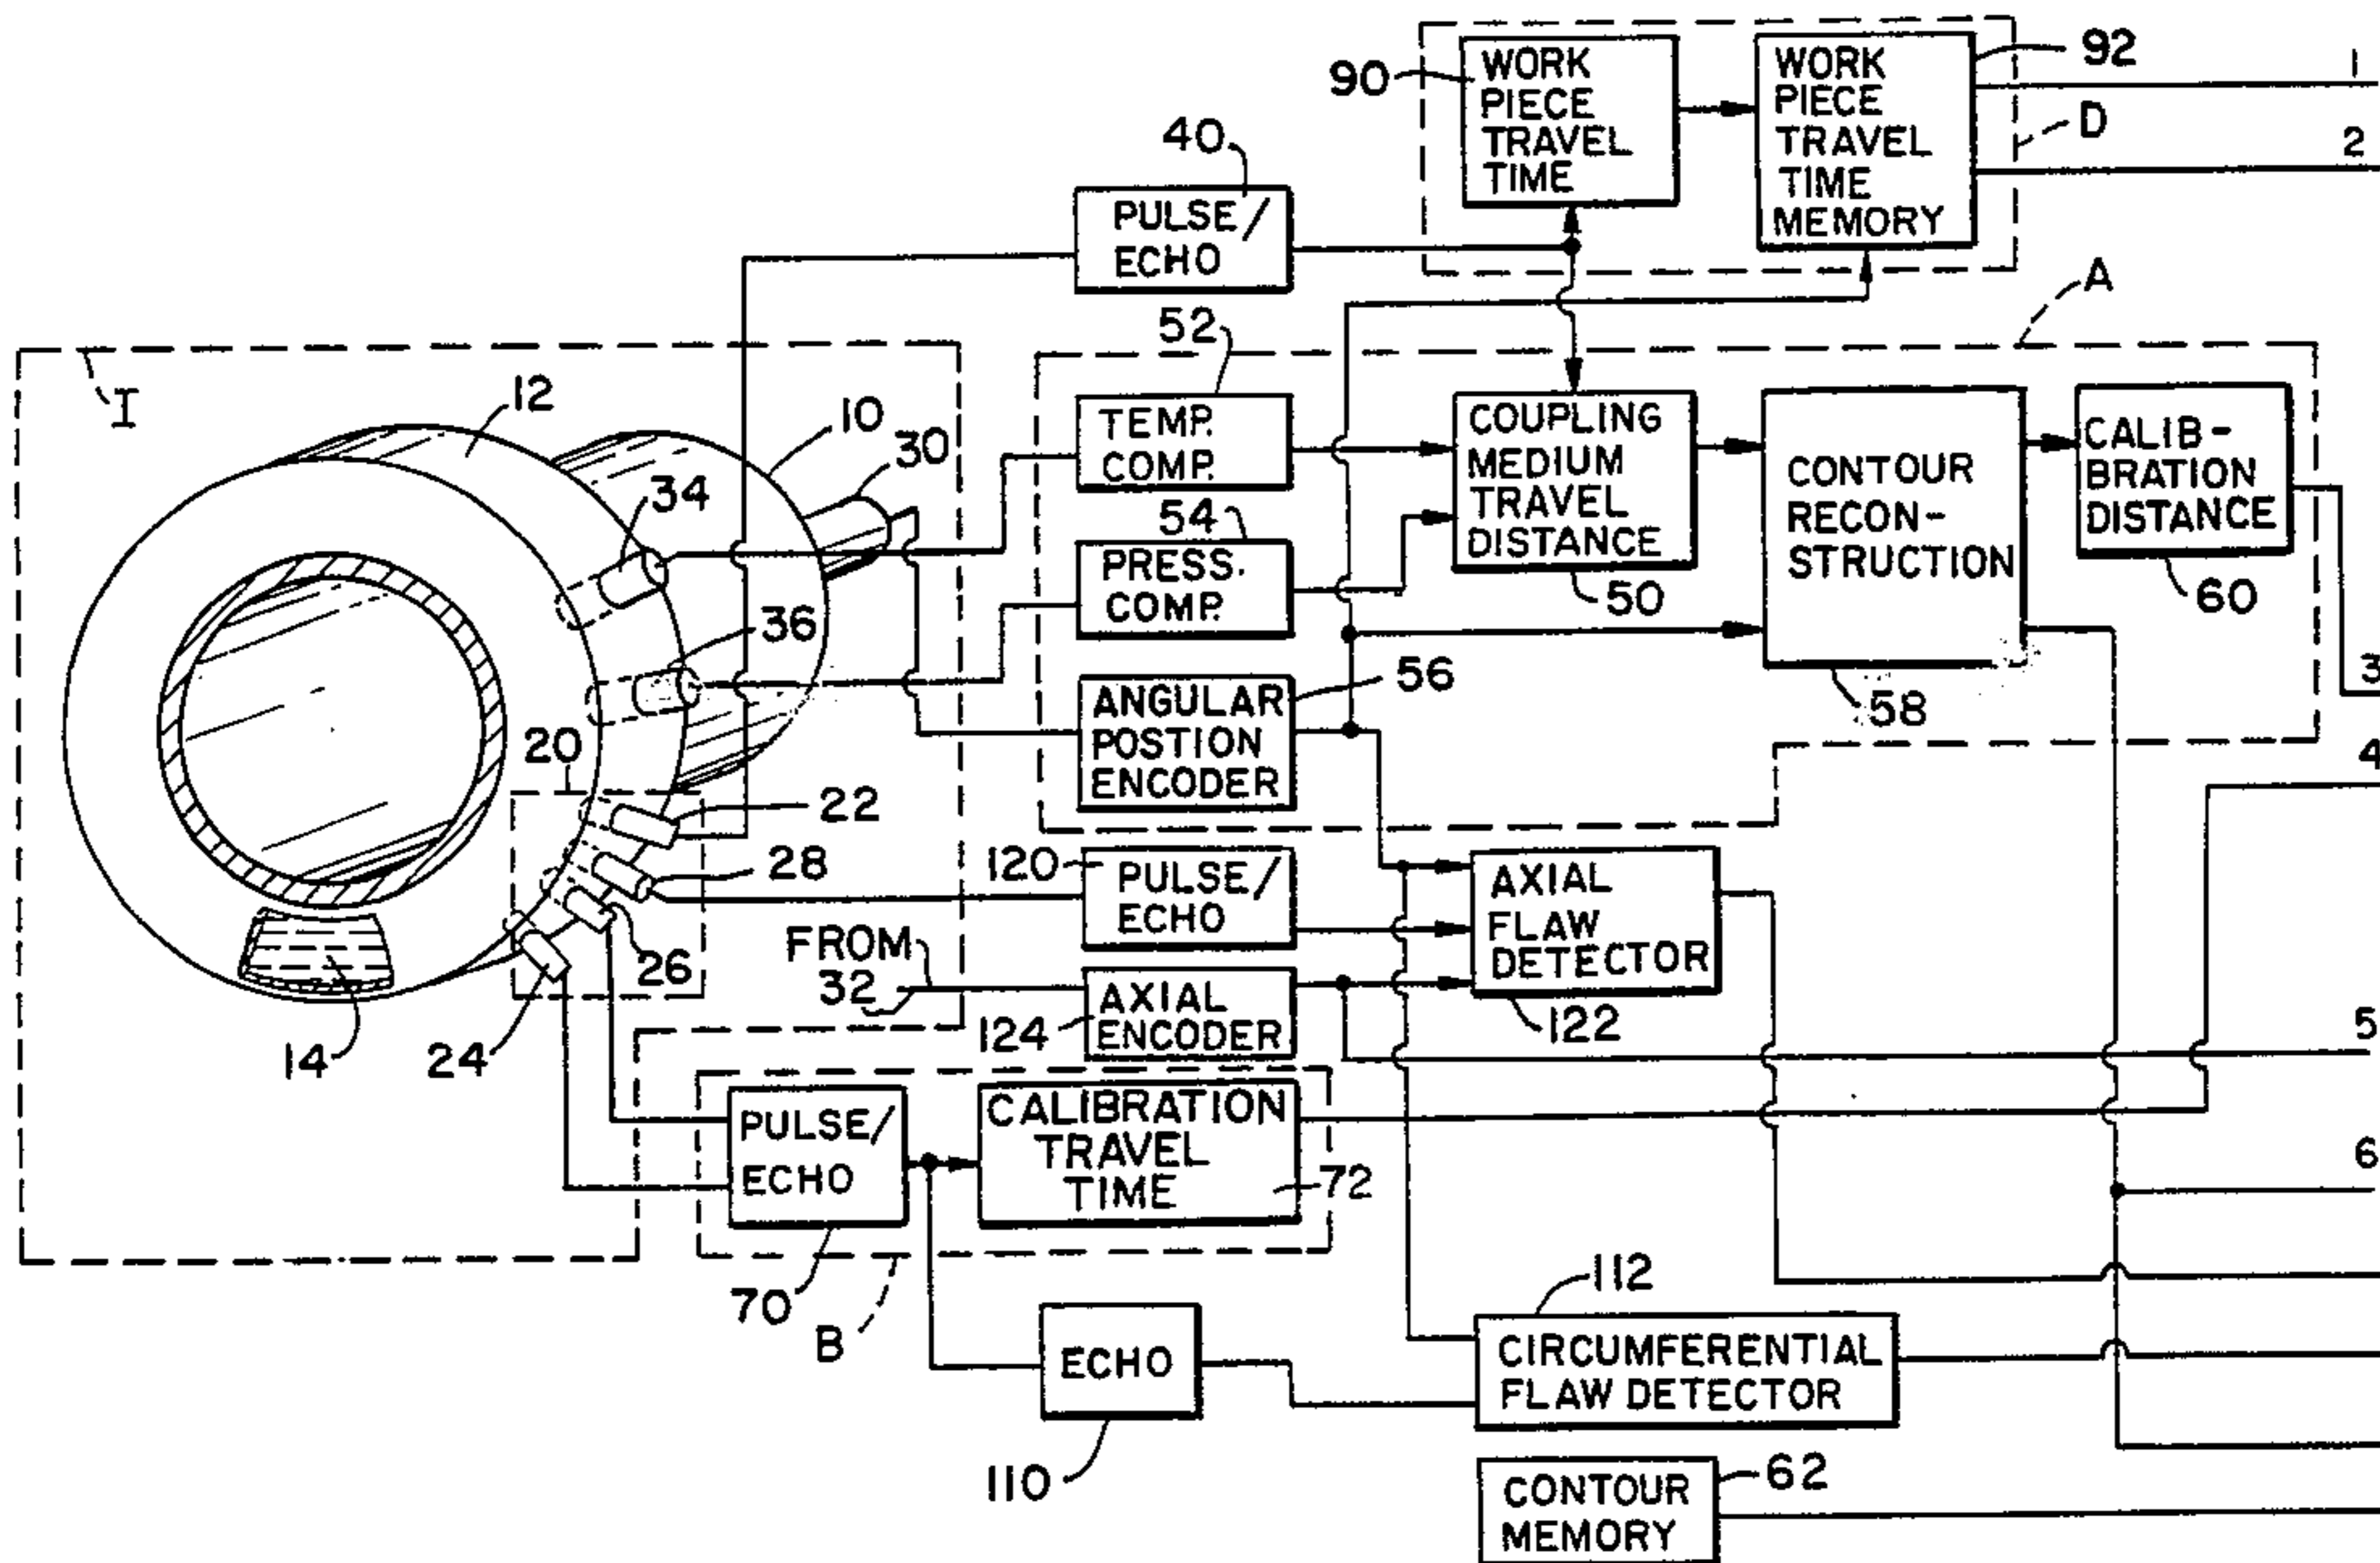 90
WORK
PIECE
TRAVEL
TIME
WORK
PIECE
TRAVEL
TIME
MEMORY
92
1
D
2
40
PULSE/
ECHO
A
I
12
10
30
34
36
52
TEMP.
COMP.
54
PRESS.
COMP.
COUPLING
MEDIUM
TRAVEL
DISTANCE
50
CONTOUR
RECON-
STRUCTION
58
CALIB-
BRATION
DISTANCE
60
3
56
ANGULAR
POSTION
ENCODER
4
20
22
28
26
24
14
120
PULSE/
ECHO
FROM
32
124
AXIAL
ENCODER
AXIAL
FLAW
DETECTOR
122
5
PULSE/
ECHO
70
CALIBRATION
TRAVEL
TIME
72
B
6
ECHO
110
112
CIRCUMFERENTIAL
FLAW DETECTOR
62
CONTOUR
MEMORY